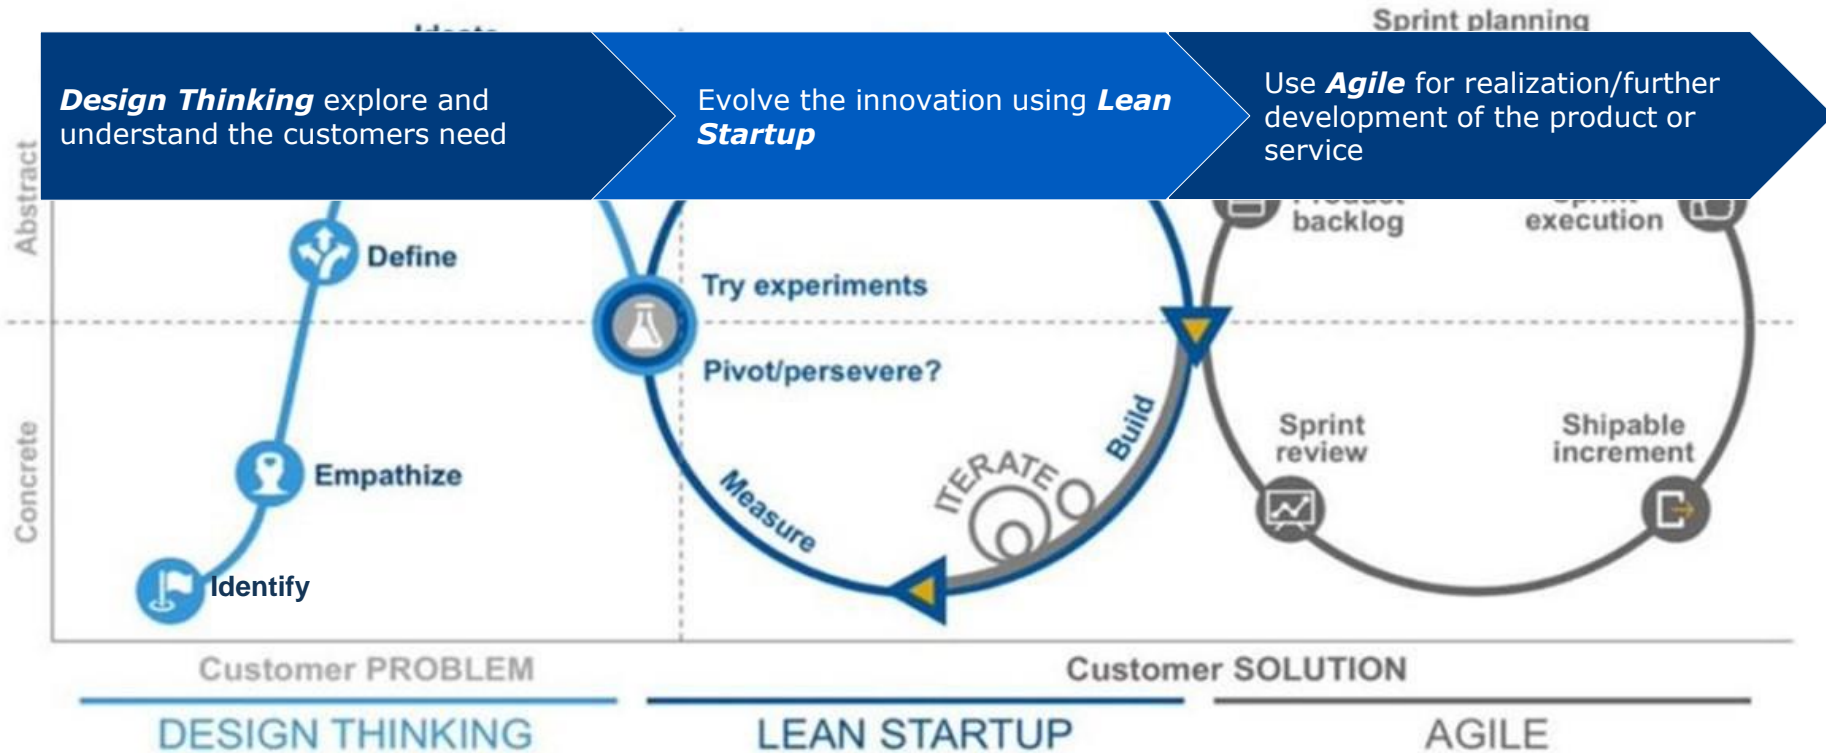 Sprint planning
Design Thinking explore and
understand the customers need
Evolve the innovation using Lean
Startup
Use Agile for realization/further
development of the product or
service
Abstract
Concrete
Define
Empathize
Identify
Try experiments
Pivot/persevere?
Measure
ITERATE
Build
backlog
execution
Sprint
review
Shipable
increment
Customer PROBLEM
Customer SOLUTION
DESIGN THINKING
LEAN STARTUP
AGILE